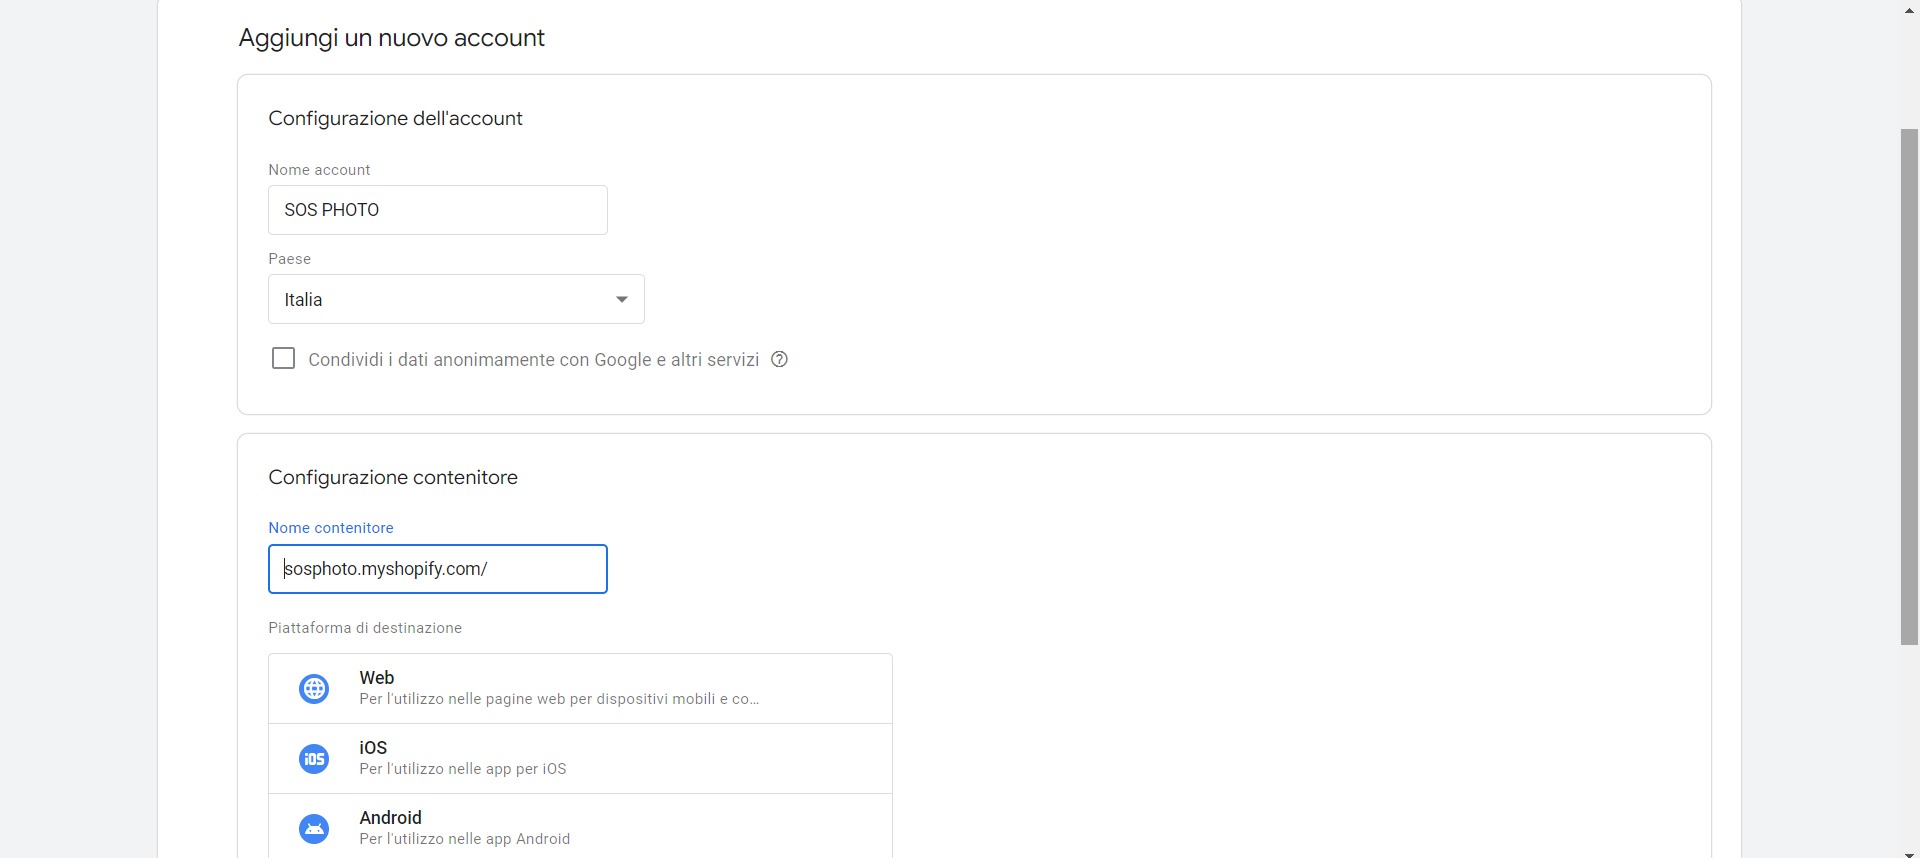 Aggiungi un nuovo account
Configurazione dell'account
Nome account
SOS PHOTO
Paese
Italia
Condividi i dati anonimamente con Google e altri servizi
Configurazione contenitore
Nome contenitore
sosphoto.myshopify.com/
Piattaforma di destinazione
Web
Per l'utilizzo nelle pagine web per dispositivi mobili e co...
iOS
iOS
Per l'utilizzo nelle app per iOS
Android
Per l'utilizzo nelle app Android